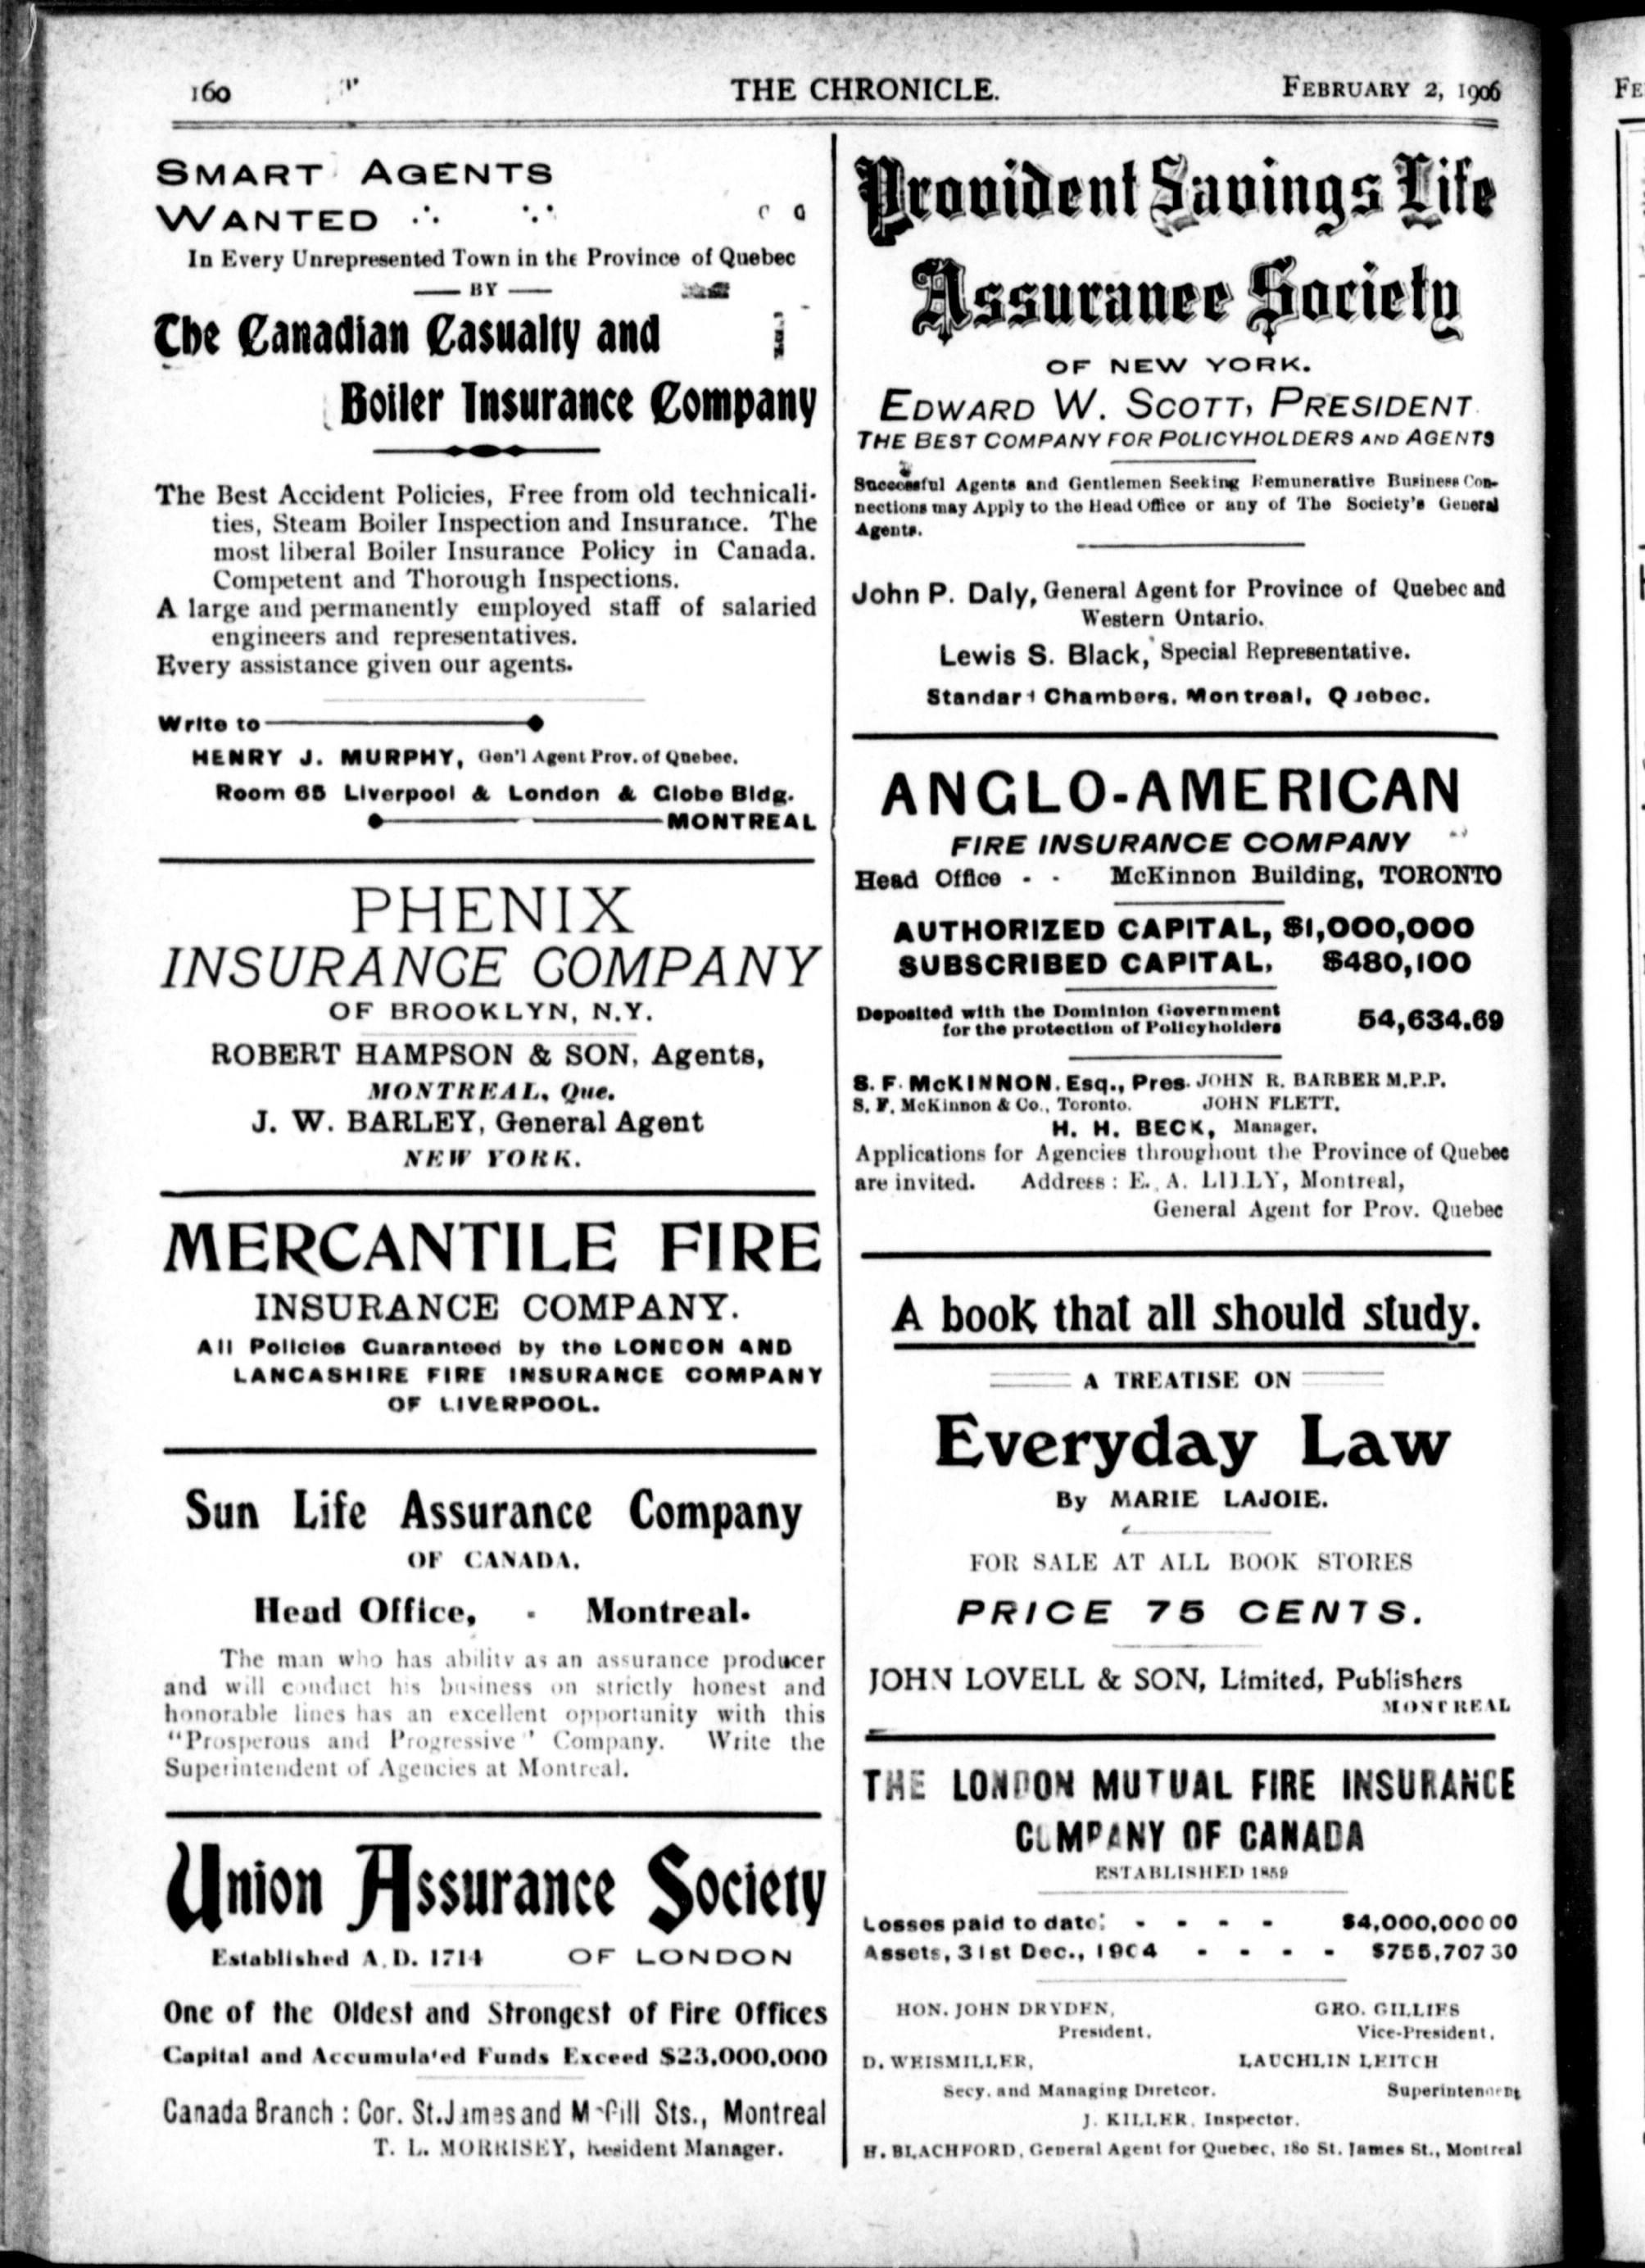 160
THE CHRONICLE.
FEBRUARY 2, 1906
SMART AGENTS
WANTED
In Every Unrepresented Town in the Province of Quebec
BY
The Canadian Casualty and
Boiler Insurance Company
The Best Accident Policies, Free from old technicali-
ties, Steam Boiler Inspection and Insurance. The
most liberal Boiler Insurance Policy in Canada.
Competent and Thorough Inspections.
A large and permanently employed staff of salaried
engineers and representatives.
Every assistance given our agents.
Write to
HENRY J. MURPHY, Gen'l Agent Prov. of Quebec.
Room 65 Liverpool & London & Globe Bldg.
MONTREAL
PHENIX
INSURANCE COMPANY
OF BROOKLYN, N.Y.
ROBERT HAMPSON & SON, Agents,
MONTREAL, Que.
J. W. BARLEY, General Agent
NEW YORK.
MERCANTILE FIRE
INSURANCE COMPANY.
All Policies Guaranteed by the LONDON AND
LANCASHIRE FIRE INSURANCE COMPANY
OF LIVERPOOL.
Sun Life Assurance Company
OF CANADA.
Head Office, - Montreal.
The man who has ability as an assurance producer
and will conduct his business on strictly honest and
honorable lines has an excellent opportunity with this
"Prosperous and Progressive" Company. Write the
Superintendent of Agencies at Montreal.
Union Assurance Society
Established A.D. 1714 OF LONDON
One of the Oldest and Strongest of Fire Offices
Capital and Accumulated Funds Exceed $23,000,000
Canada Branch : Cor. St. James and McGill Sts., Montreal
T. L. MORRISEY, Resident Manager.
Provident Savings Life
Assurance Society
OF NEW YORK.
EDWARD W. SCOTT, PRESIDENT.
THE BEST COMPANY FOR POLICYHOLDERS AND AGENTS
Successful Agents and Gentlemen Seeking Remunerative Business Con-
nections may Apply to the Head Office or any of The Society's General
Agents.
John P. Daly, General Agent for Province of Quebec and
Western Ontario.
Lewis S. Black, Special Representative.
Standard Chambers, Montreal, Quebec.
ANGLO-AMERICAN
FIRE INSURANCE COMPANY
Head Office - - McKinnon Building, TORONTO
AUTHORIZED CAPITAL, $1,000,000
SUBSCRIBED CAPITAL, $480,100
Deposited with the Dominion Government
for the protection of Policyholders 54,634.69
S. F. McKINNON, Esq., Pres. JOHN R. BARBER M.P.P.
S. F. McKinnon & Co., Toronto. JOHN FLETT.
H. H. BECK, Manager.
Applications for Agencies throughout the Province of Quebec
are invited. Address : E. A. LILLY, Montreal,
General Agent for Prov. Quebec
A book that all should study.
A TREATISE ON
Everyday Law
By MARIE LAJOIE.
FOR SALE AT ALL BOOK STORES
PRICE 75 CENTS.
JOHN LOVELL & SON, Limited, Publishers
MONTREAL
THE LONDON MUTUAL FIRE INSURANCE
COMPANY OF CANADA
ESTABLISHED 1859
Losses paid to date: - - - - $4,000,000 00
Assets, 31st Dec., 1904 - - - - $755,707 30
HON. JOHN DRYDEN, GEO. GILLIES
President. Vice-President.
D. WEISMILLER, LAUCHLIN LEITCH
Secy. and Managing Diretcor. Superintendent
J. KILLER, Inspector.
H. BLACHFORD, General Agent for Quebec, 180 St. James St., Montreal